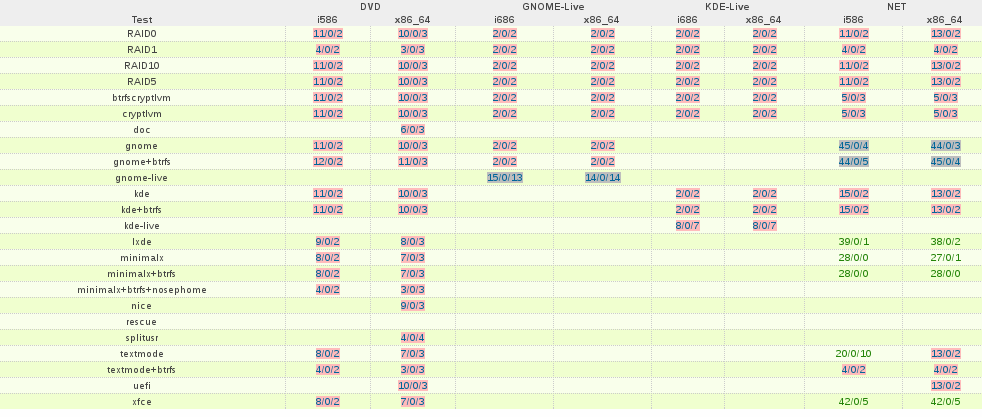 DVD GNOME-Live KDE-Live NET
Test i586 x86_64 i686 x86_64 i686 x86_64 i586 x86_64
RAID0 11/0/2 10/0/3 2/0/2 2/0/2 2/0/2 2/0/2 11/0/2 13/0/2
RAID1 4/0/2 3/0/3 2/0/2 2/0/2 2/0/2 2/0/2 4/0/2 4/0/2
RAID10 11/0/2 10/0/3 2/0/2 2/0/2 2/0/2 2/0/2 11/0/2 13/0/2
RAID5 11/0/2 10/0/3 2/0/2 2/0/2 2/0/2 2/0/2 11/0/2 13/0/2
btrfscryptlvm 11/0/2 10/0/3 2/0/2 2/0/2 2/0/2 2/0/2 5/0/3 5/0/3
cryptlvm 11/0/2 10/0/3 2/0/2 2/0/2 2/0/2 2/0/2 5/0/3 5/0/3
doc 6/0/3
gnome 11/0/2 10/0/3 2/0/2 2/0/2 45/0/4 44/0/3
gnome+btrfs 12/0/2 11/0/3 2/0/2 2/0/2 44/0/5 45/0/4
gnome-live 15/0/13 14/0/14
kde 11/0/2 10/0/3 2/0/2 2/0/2 15/0/2 13/0/2
kde+btrfs 11/0/2 10/0/3 2/0/2 2/0/2 15/0/2 13/0/2
kde-live 8/0/7 8/0/7
lxde 9/0/2 8/0/3 39/0/1 38/0/2
minimalx 8/0/2 7/0/3 28/0/0 27/0/1
minimalx+btrfs 8/0/2 7/0/3 28/0/0 28/0/0
minimalx+btrfs+nosephome 4/0/2 3/0/3
nice 9/0/3
rescue
splitusr 4/0/4
textmode 8/0/2 7/0/3 20/0/10 13/0/2
textmode+btrfs 4/0/2 3/0/3 4/0/2 4/0/2
uefi 10/0/3 13/0/2
xfce 8/0/2 7/0/3 42/0/5 42/0/5